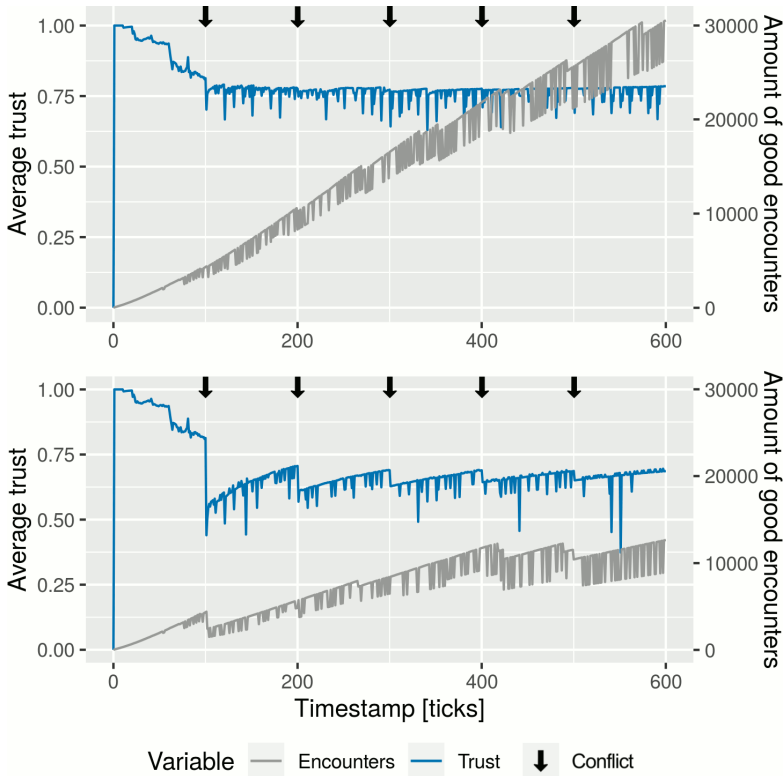 1.00
0.75
0.50
0.25
0.00
Average trust
30000
20000
10000
0
Amount of good encounters
0 200 400 600
1.00
0.75
0.50
0.25
0.00
Average trust
30000
20000
10000
0
Amount of good encounters
0 200 400 600
Timestamp [ticks]
Variable Encounters Trust Conflict